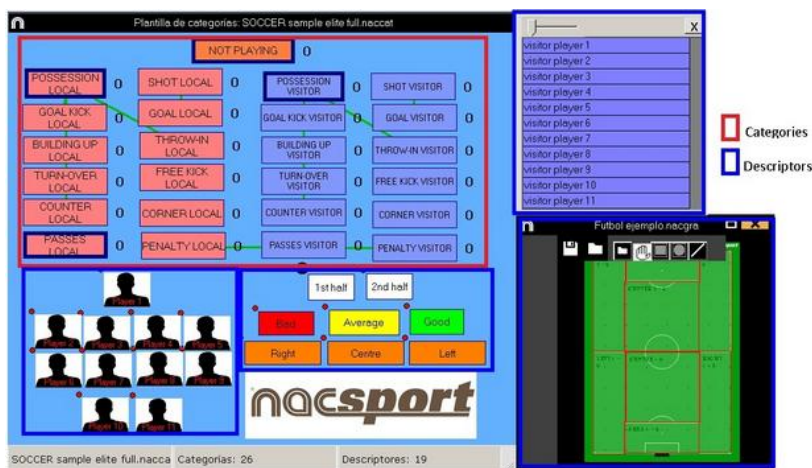 Plantilla de categorías: SOCCER sample elite full.naccat
NOT PLAYING 0
POSSESSION LOCAL 0
SHOT LOCAL 0
POSSESSION VISITOR 0
SHOT VISITOR 0
GOAL KICK LOCAL 0
GOAL LOCAL 0
GOAL KICK VISITOR 0
GOAL VISITOR 0
BUILDING UP LOCAL 0
THROW-IN LOCAL 0
BUILDING UP VISITOR 0
THROW-IN VISITOR 0
TURN-OVER LOCAL 0
FREE KICK LOCAL 0
TURN-OVER VISITOR 0
FREE KICK VISITOR 0
COUNTER LOCAL 0
CORNER LOCAL 0
COUNTER VISITOR 0
CORNER VISITOR 0
PASSES LOCAL 0
PENALTY LOCAL 0
PASSES VISITOR 0
PENALTY VISITOR 0
Player 1
Player 2
Player 3
Player 4
Player 5
Player 6
Player 7
Player 9
Player 10
Player 11
1st half
2nd half
Bad
Average
Good
Right
Centre
Left
nacsport
SOCCER sample elite full.nacca
Categorías: 26
Descriptores: 19
X
visitor player 1
visitor player 2
visitor player 3
visitor player 4
visitor player 5
visitor player 6
visitor player 7
visitor player 8
visitor player 9
visitor player 10
visitor player 11
Categories
Descriptors
Futbol ejemplo.nacgra